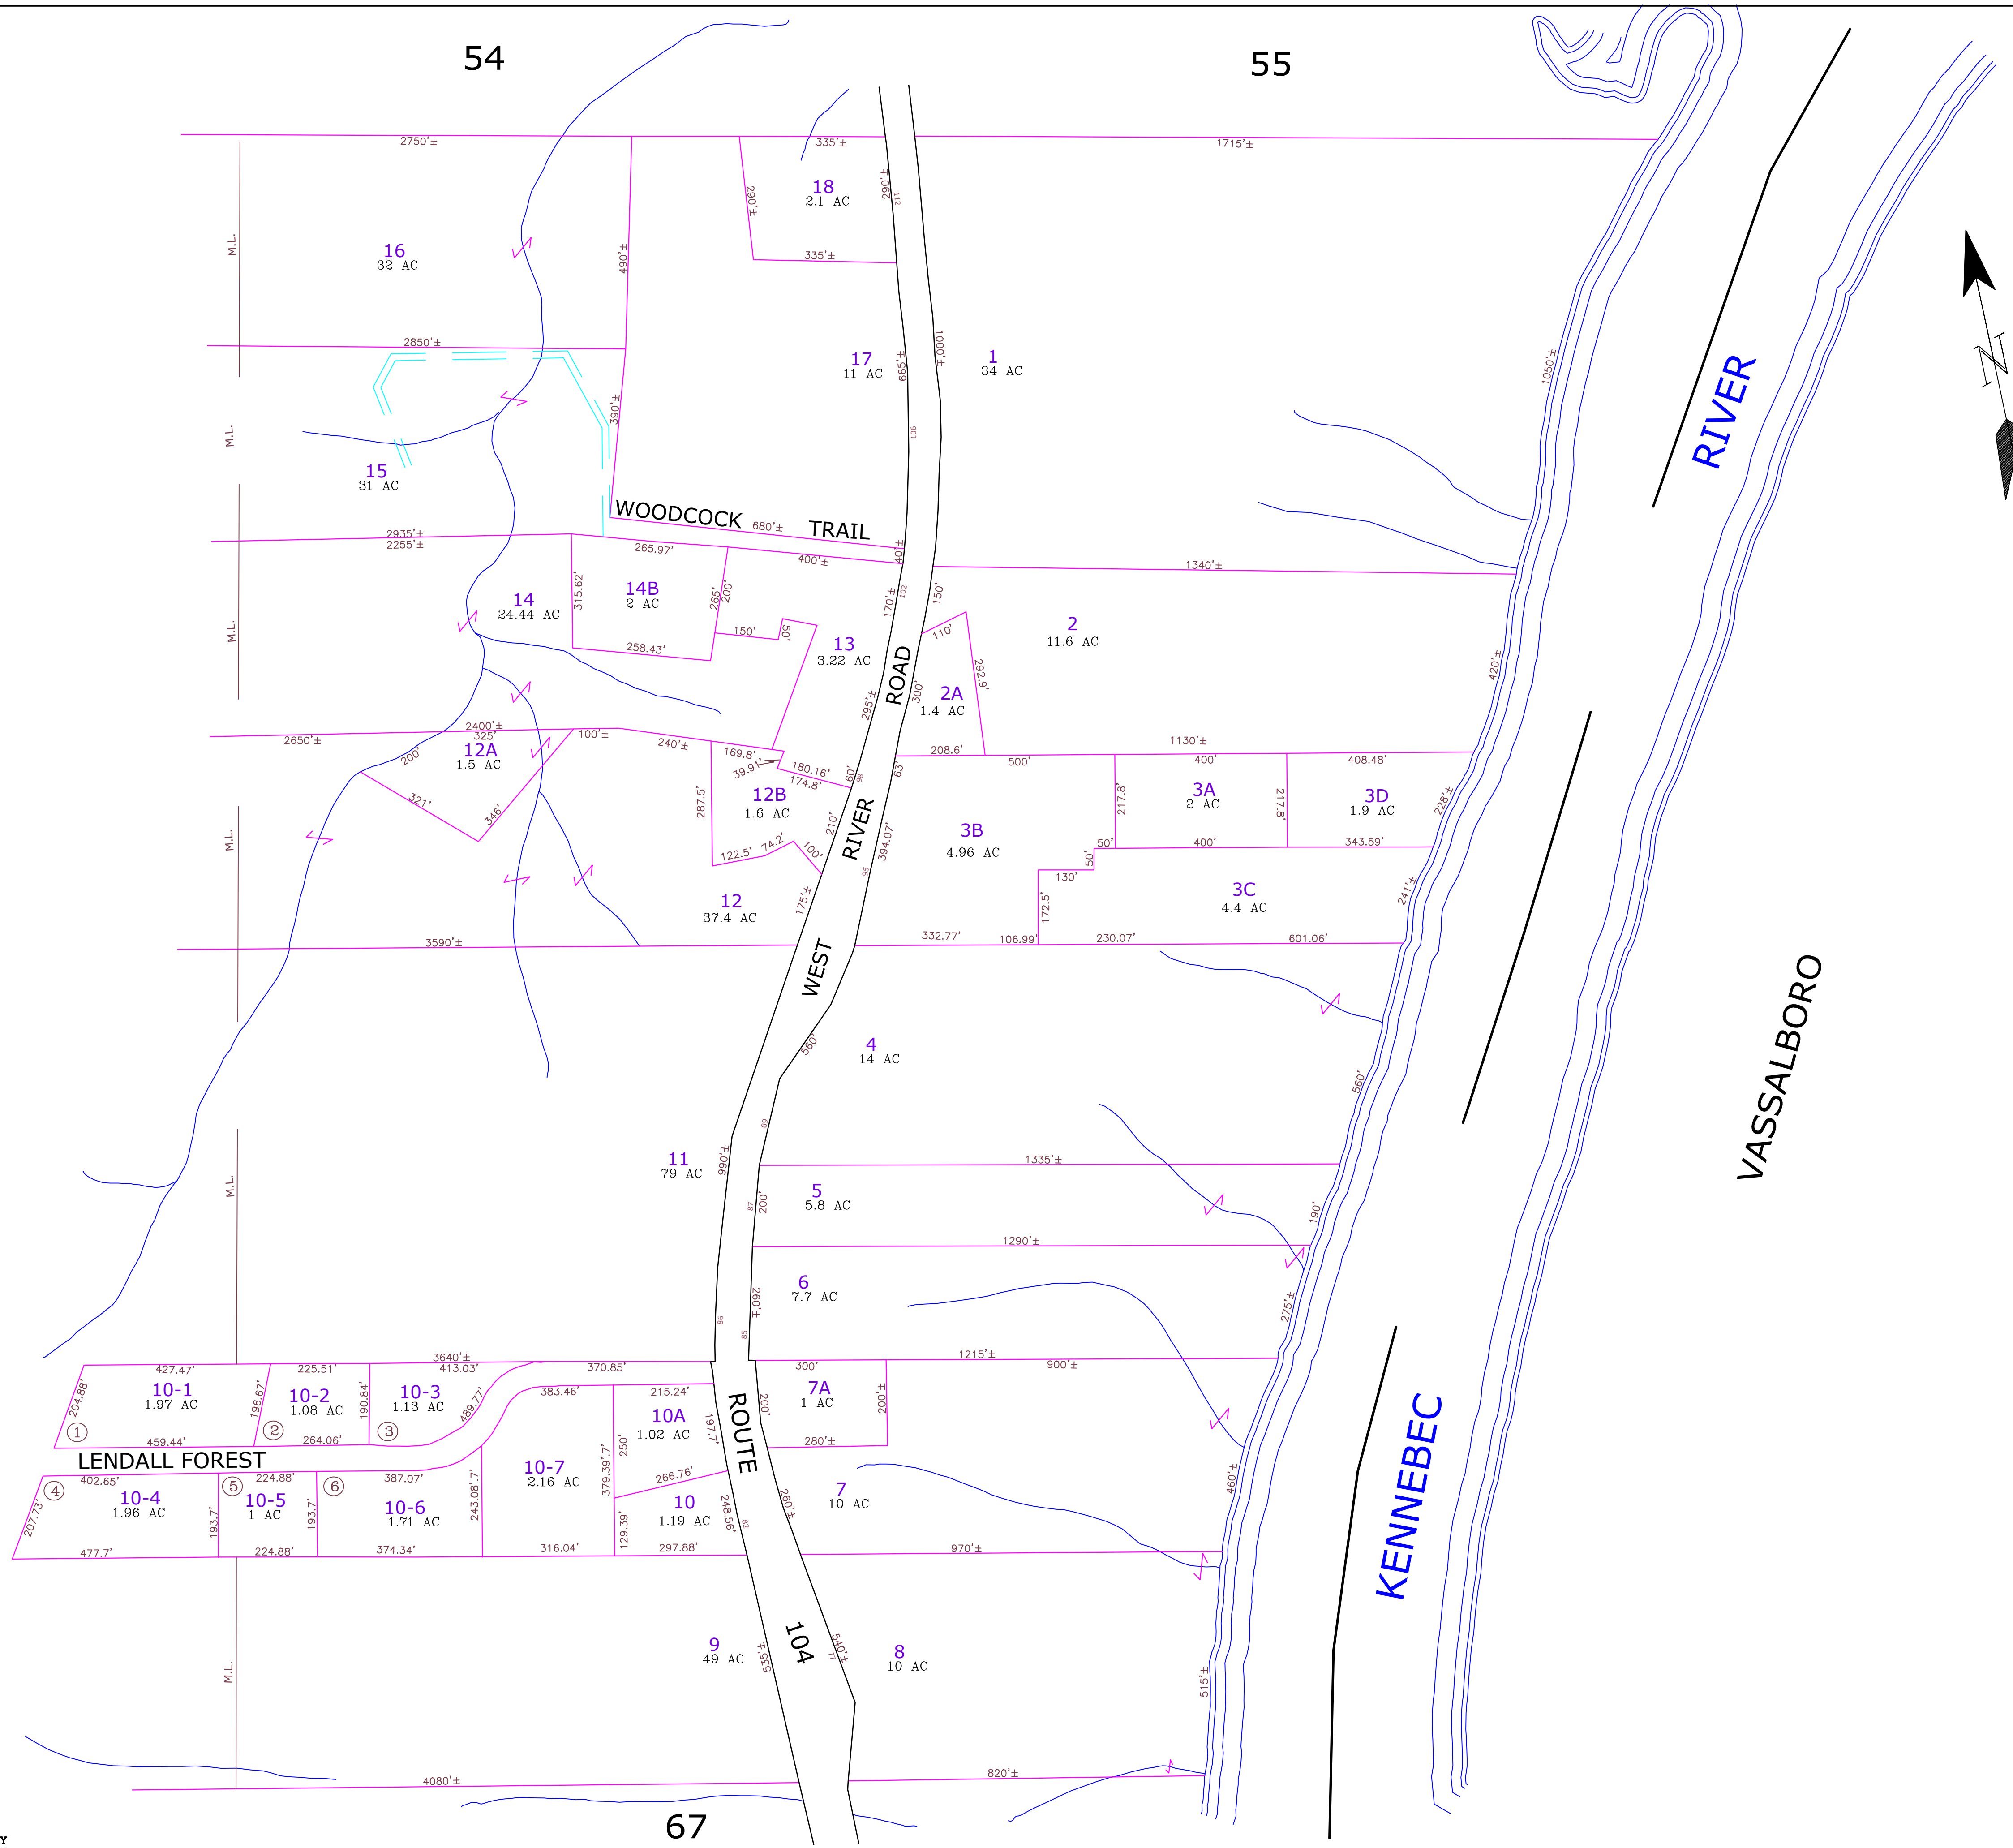 54
55
2750'±
335'±
1715'±
18
2.1 AC
290'±
290'±
112
335'±
16
32 AC
M.L.
490'±
2850'±
17
11 AC
665'±
1000'±
1
34 AC
1050'±
RIVER
N
390'±
106
M.L.
15
31 AC
WOODCOCK TRAIL
680'±
40'±
2935'±
2255'±
265.97'
400'±
1340'±
14
24.44 AC
315.62'
14B
2 AC
265'
200'
170'±
102
150'
M.L.
150'
50'
110'
2
11.6 AC
258.43'
13
3.22 AC
ROAD
292.9'
420'±
2A
1.4 AC
300'
295'±
2650'±
2400'±
325'
100'±
240'±
169.8'
39.91'
180.16'
174.8'
60'
98
63'
208.6'
500'
1130'±
400'
408.48'
12A
1.5 AC
200'
321'
346'
287.5'
12B
1.6 AC
210'
RIVER
394.07'
217.8'
3A
2 AC
217.8'
3D
1.9 AC
228'±
M.L.
3B
4.96 AC
122.5'
74.2'
100'
95
50'
50'
400'
343.59'
130'
12
37.4 AC
175'±
172.5'
3C
4.4 AC
241'±
3590'±
332.77'
106.99'
230.07'
601.06'
WEST
VASSALBORO
560'
4
14 AC
560'
89
11
79 AC
990'±
1335'±
M.L.
5
5.8 AC
87
200'
190'
1290'±
6
7.7 AC
260'±
275'±
86
85
3640'±
427.47'
225.51'
413.03'
370.85'
300'
1215'±
900'±
204.88'
10-1
1.97 AC
196.67'
10-2
1.08 AC
190.84'
10-3
1.13 AC
489.77'
383.46'
215.24'
7A
1 AC
200'
200'±
1
2
3
10A
1.02 AC
197.7'
ROUTE
280'±
459.44'
264.06'
250'
LENDALL FOREST
402.65'
224.88'
387.07'
10-7
2.16 AC
379.39'.7'
266.76'
KENNEBEC
460'±
4
5
6
207.73'
10-4
1.96 AC
193.7'
10-5
1 AC
193.7'
10-6
1.71 AC
243.08'.7'
10
1.19 AC
129.39'
248.56'
82
260'±
7
10 AC
477.7'
224.88'
374.34'
316.04'
297.88'
970'±
M.L.
9
49 AC
535'±
104
540'±
77
8
10 AC
515'±
4080'±
820'±
67
Y